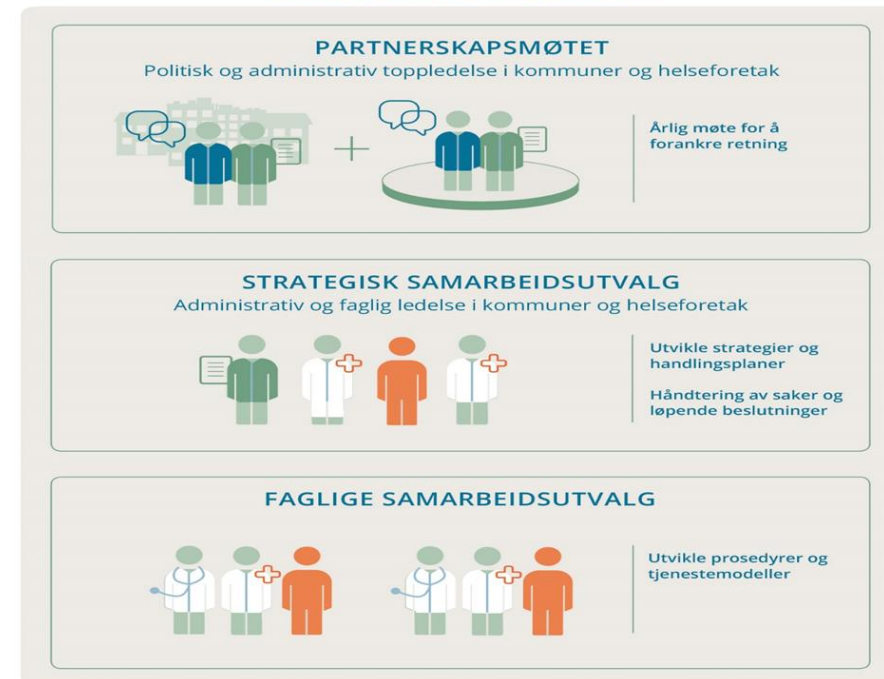 PARTNERSKAPSMØTET
Politisk og administrativ toppledelse i kommuner og helseforetak
Årlig møte for å
forankre retning
STRATEGISK SAMARBEIDSUTVALG
Administrativ og faglig ledelse i kommuner og helseforetak
Utvikle strategier og
handlingsplaner
Håndtering av saker og
løpende beslutninger
FAGLIGE SAMARBEIDSUTVALG
Utvikle prosedyrer og
tjenestemodeller